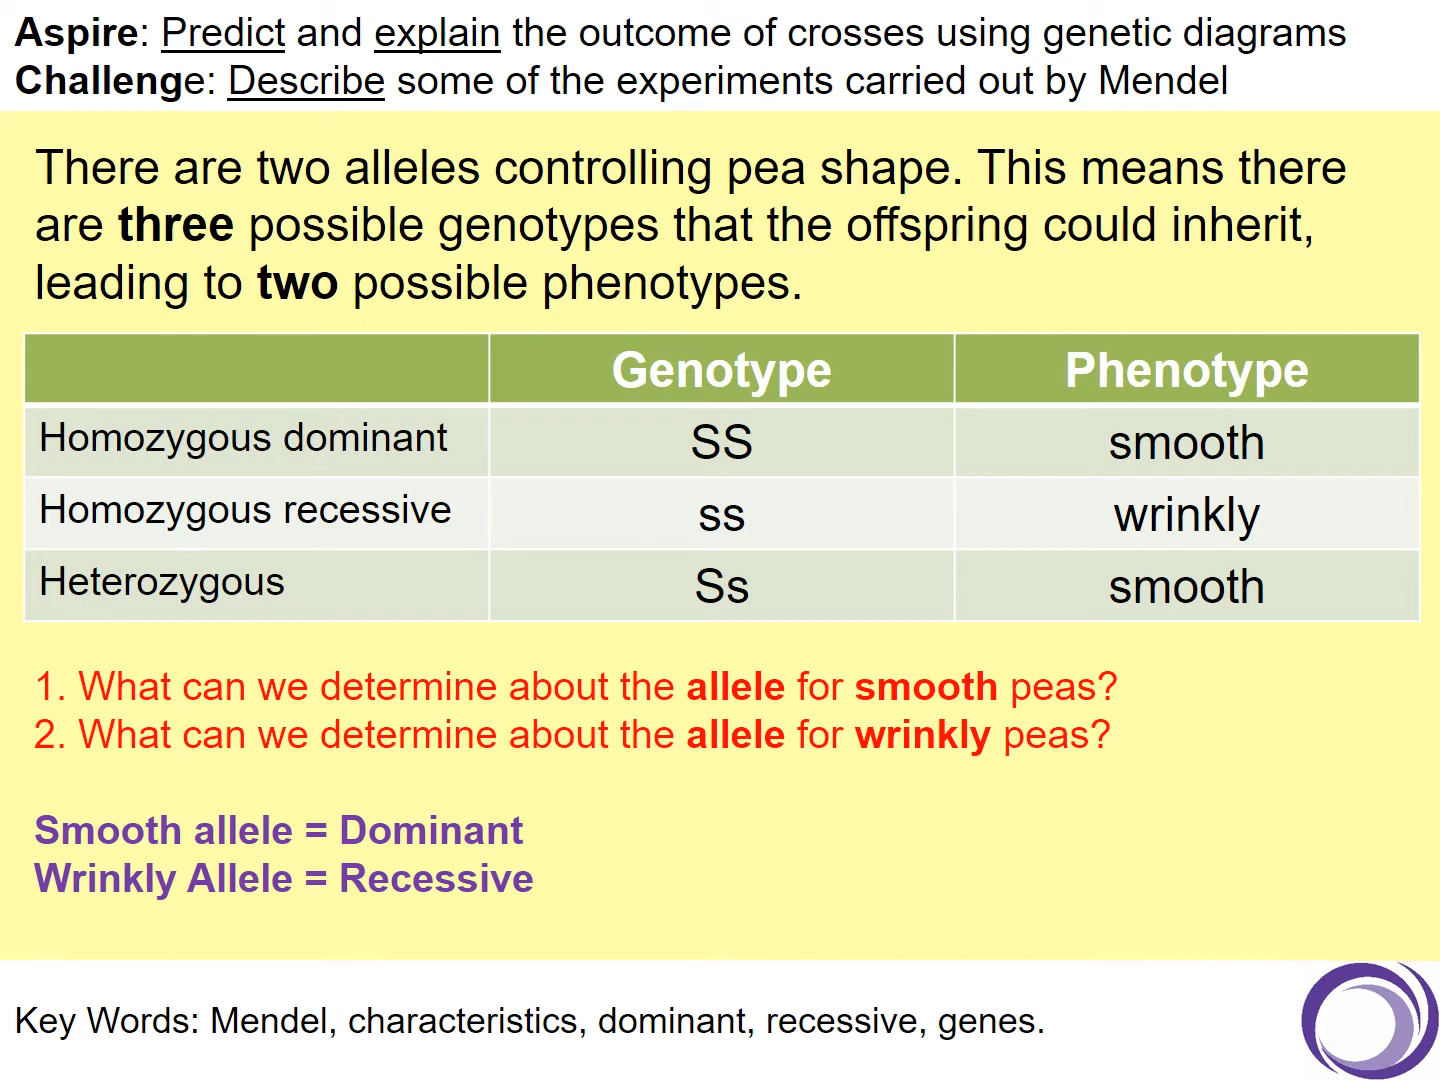 Aspire: Predict and explain the outcome of crosses using genetic diagrams
Challenge: Describe some of the experiments carried out by Mendel
There are two alleles controlling pea shape. This means there
are three possible genotypes that the offspring could inherit,
leading to two possible phenotypes.
Genotype Phenotype
Homozygous dominant SS smooth
Homozygous recessive ss wrinkly
Heterozygous Ss smooth
1. What can we determine about the allele for smooth peas?
2. What can we determine about the allele for wrinkly peas?
Smooth allele = Dominant
Wrinkly Allele = Recessive
Key Words: Mendel, characteristics, dominant, recessive, genes.